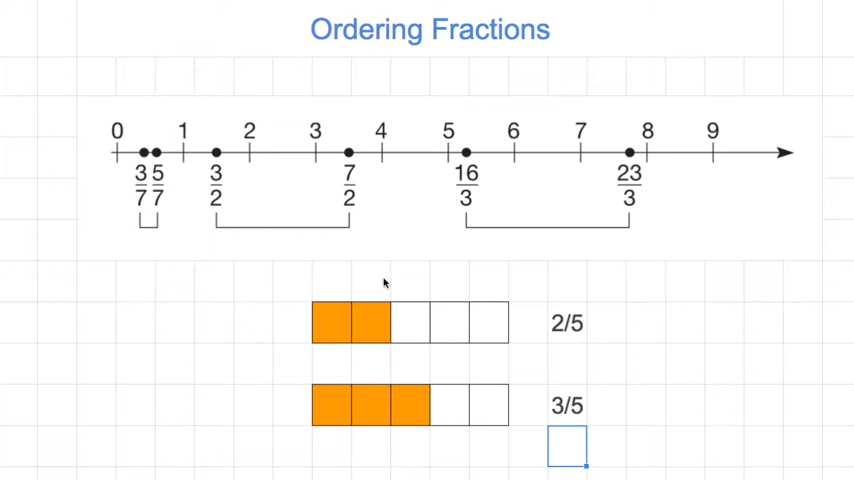 Ordering Fractions
0 1 2 3 4 5 6 7 8 9
3 5 3 7 16 23
7 7 2 2 3 3
2/5
3/5